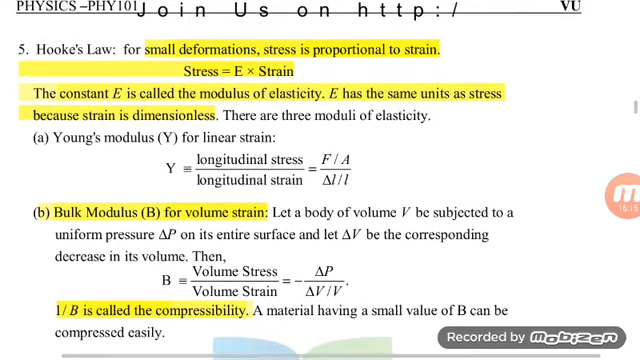 PHYSICS –PHY101
Join Us on http:/
VU
5. Hooke's Law: for small deformations, stress is proportional to strain.
Stress = E × Strain
The constant E is called the modulus of elasticity. E has the same units as stress
because strain is dimensionless. There are three moduli of elasticity.
(a) Young's modulus (Y) for linear strain:
Y ≡ longitudinal stress / longitudinal strain = F / A / Δl / l
(b) Bulk Modulus (B) for volume strain: Let a body of volume V be subjected to a
uniform pressure ΔP on its entire surface and let ΔV be the corresponding
decrease in its volume. Then,
B ≡ Volume Stress / Volume Strain = − ΔP / ΔV / V.
1/ B is called the compressibility. A material having a small value of B can be
compressed easily.
16:15
Recorded by mobizen